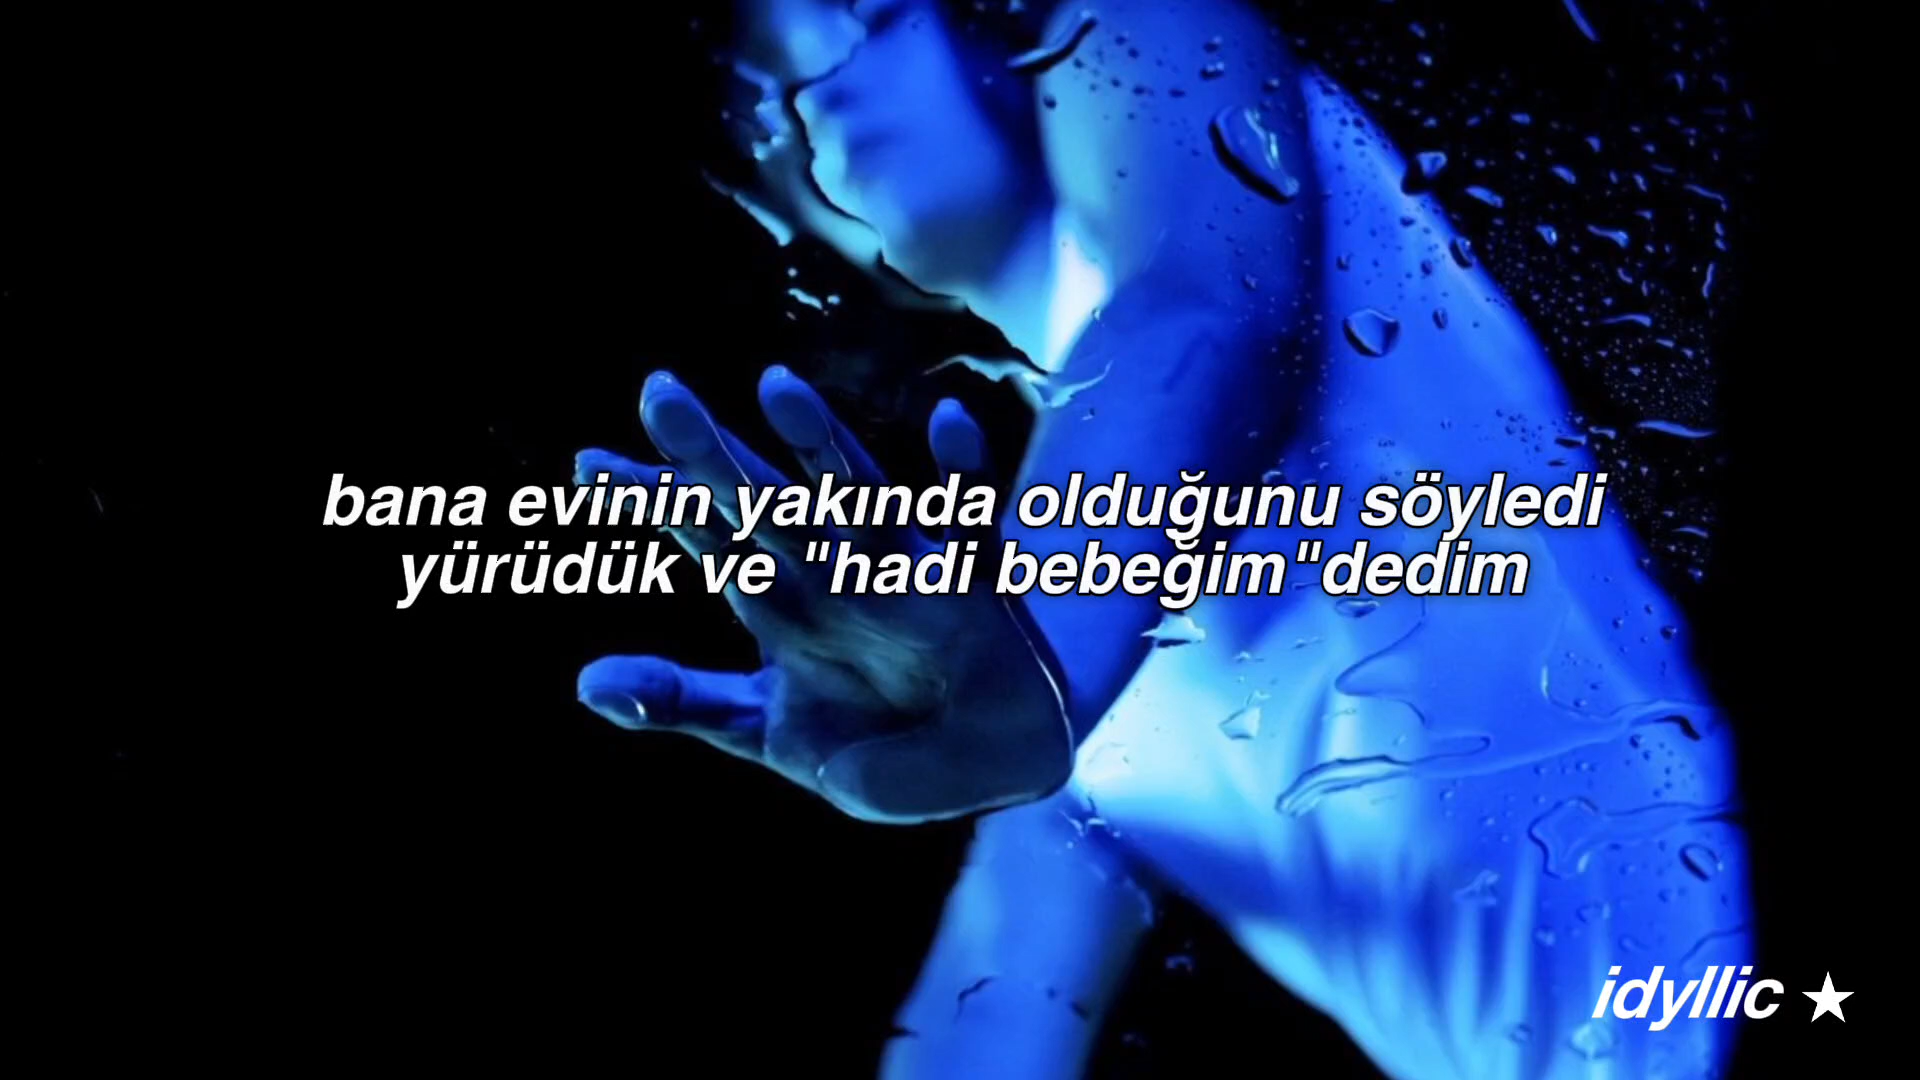 bana evinin yakında olduğunu söyledi
yürüdük ve "hadi bebeğim"dedim
idyllic ★